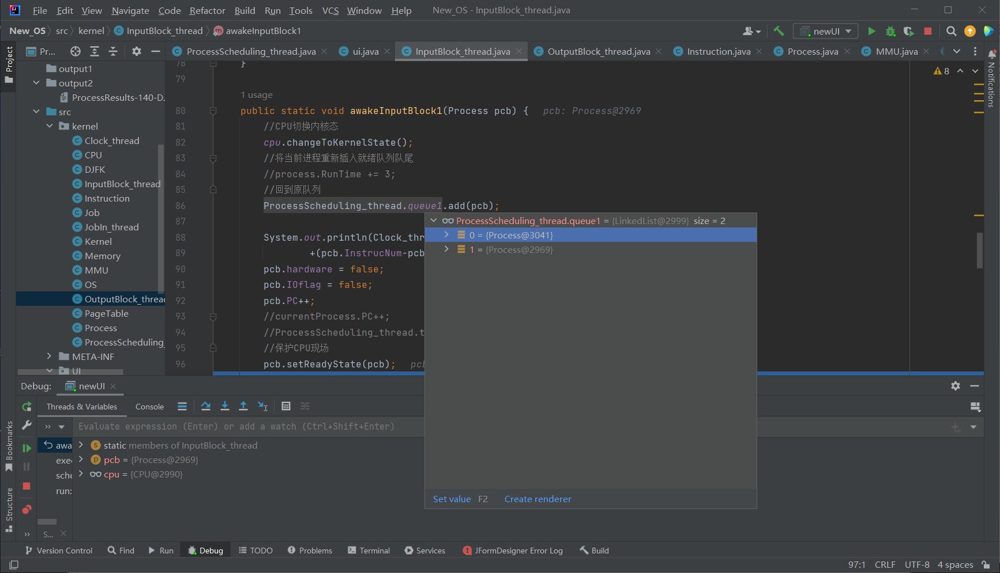 File Edit View Navigate Code Refactor Build Run Tools VCS Window Help New_OS - InputBlock_thread.java
New_OS src kernel InputBlock_thread m awakeInputBlock1 newUI
Project
Pr... ProcessScheduling_thread.java ui.java InputBlock_thread.java OutputBlock_thread.java Instruction.java Process.java MMU.java
Notifications
output1
output2
ProcessResults-140-DJ
src
kernel
Clock_thread
CPU
DJFK
InputBlock_thread
Instruction
Job
JobIn_thread
Kernel
Memory
MMU
OS
OutputBlock_threa
PageTable
Process
ProcessScheduling_
META-INF
UI
8
78 }
79
1 usage
80 public static void awakeInputBlock1(Process pcb) { pcb: Process@2969
81 //CPU切换内核态
82 cpu.changeToKernelState();
83 //将当前进程重新插入就绪队列队尾
84 //process.RunTime += 3;
85 //回到原队列
86 ProcessScheduling_thread.queue1.add(pcb);
87
88 System.out.println(Clock_thr
89 +(pcb.InstrucNum-pcb
90 pcb.hardware = false;
91 pcb.IOflag = false;
92 pcb.PC++;
93 //currentProcess.PC++;
94 //ProcessScheduling_thread.t
95 //保护CPU现场
96 pcb.setReadyState(pcb); pcb
ProcessScheduling_thread.queue1 = {LinkedList@2999} size = 2
0 = {Process@3041}
1 = {Process@2969}
Set value F2 Create renderer
Debug: newUI
Threads & Variables Console
Evaluate expression (Enter) or add a watch (Ctrl+Shift+Enter)
awa
exe
sche
run:
s static members of InputBlock_thread
p pcb = {Process@2969}
cpu = {CPU@2990}
S...
Bookmarks
Structure
Version Control Find Run Debug TODO Problems Terminal Services JFormDesigner Error Log Build
97:1 CRLF UTF-8 4 spaces